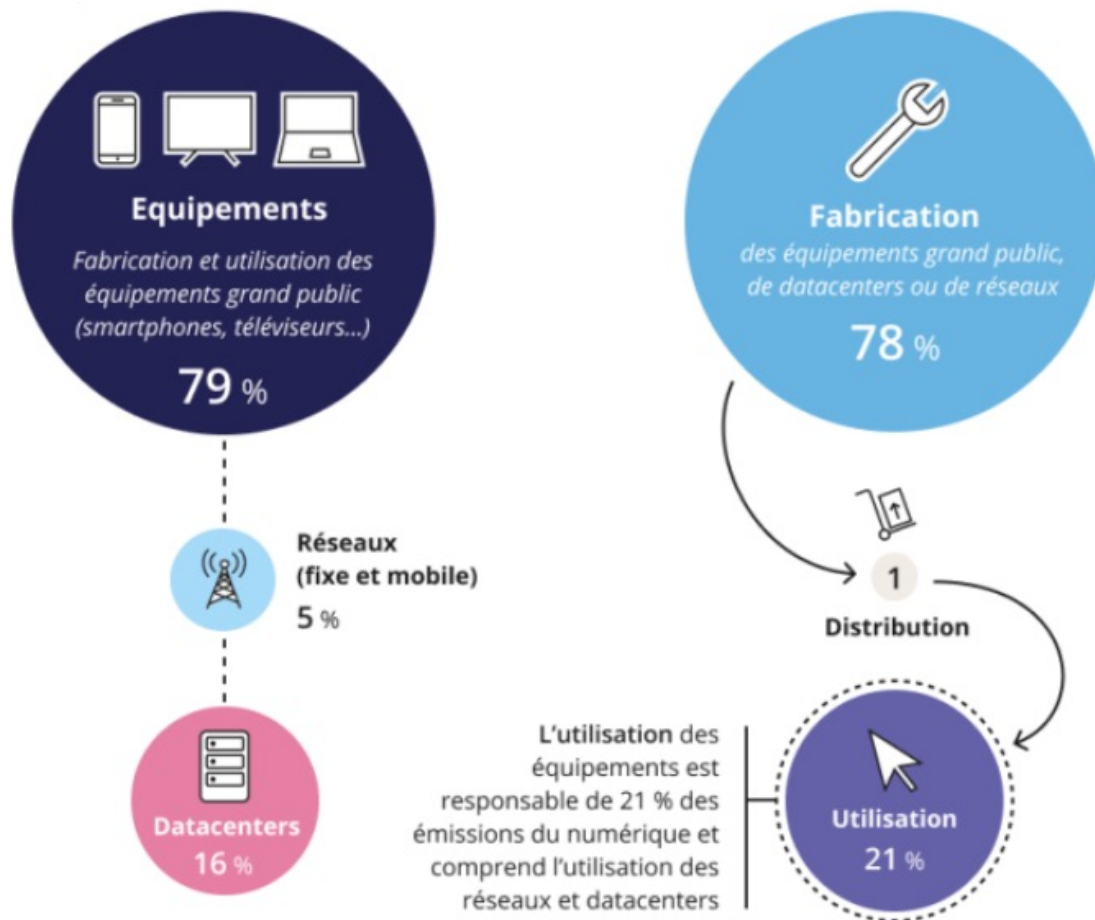 Equipements
Fabrication et utilisation des
équipements grand public
(smartphones, téléviseurs...)
79 %
Réseaux
(fixe et mobile)
5 %
Datacenters
16 %
Fabrication
des équipements grand public,
de datacenters ou de réseaux
78 %
1
Distribution
L'utilisation des
équipements est
responsable de 21 % des
émissions du numérique et
comprend l'utilisation des
réseaux et datacenters
Utilisation
21 %